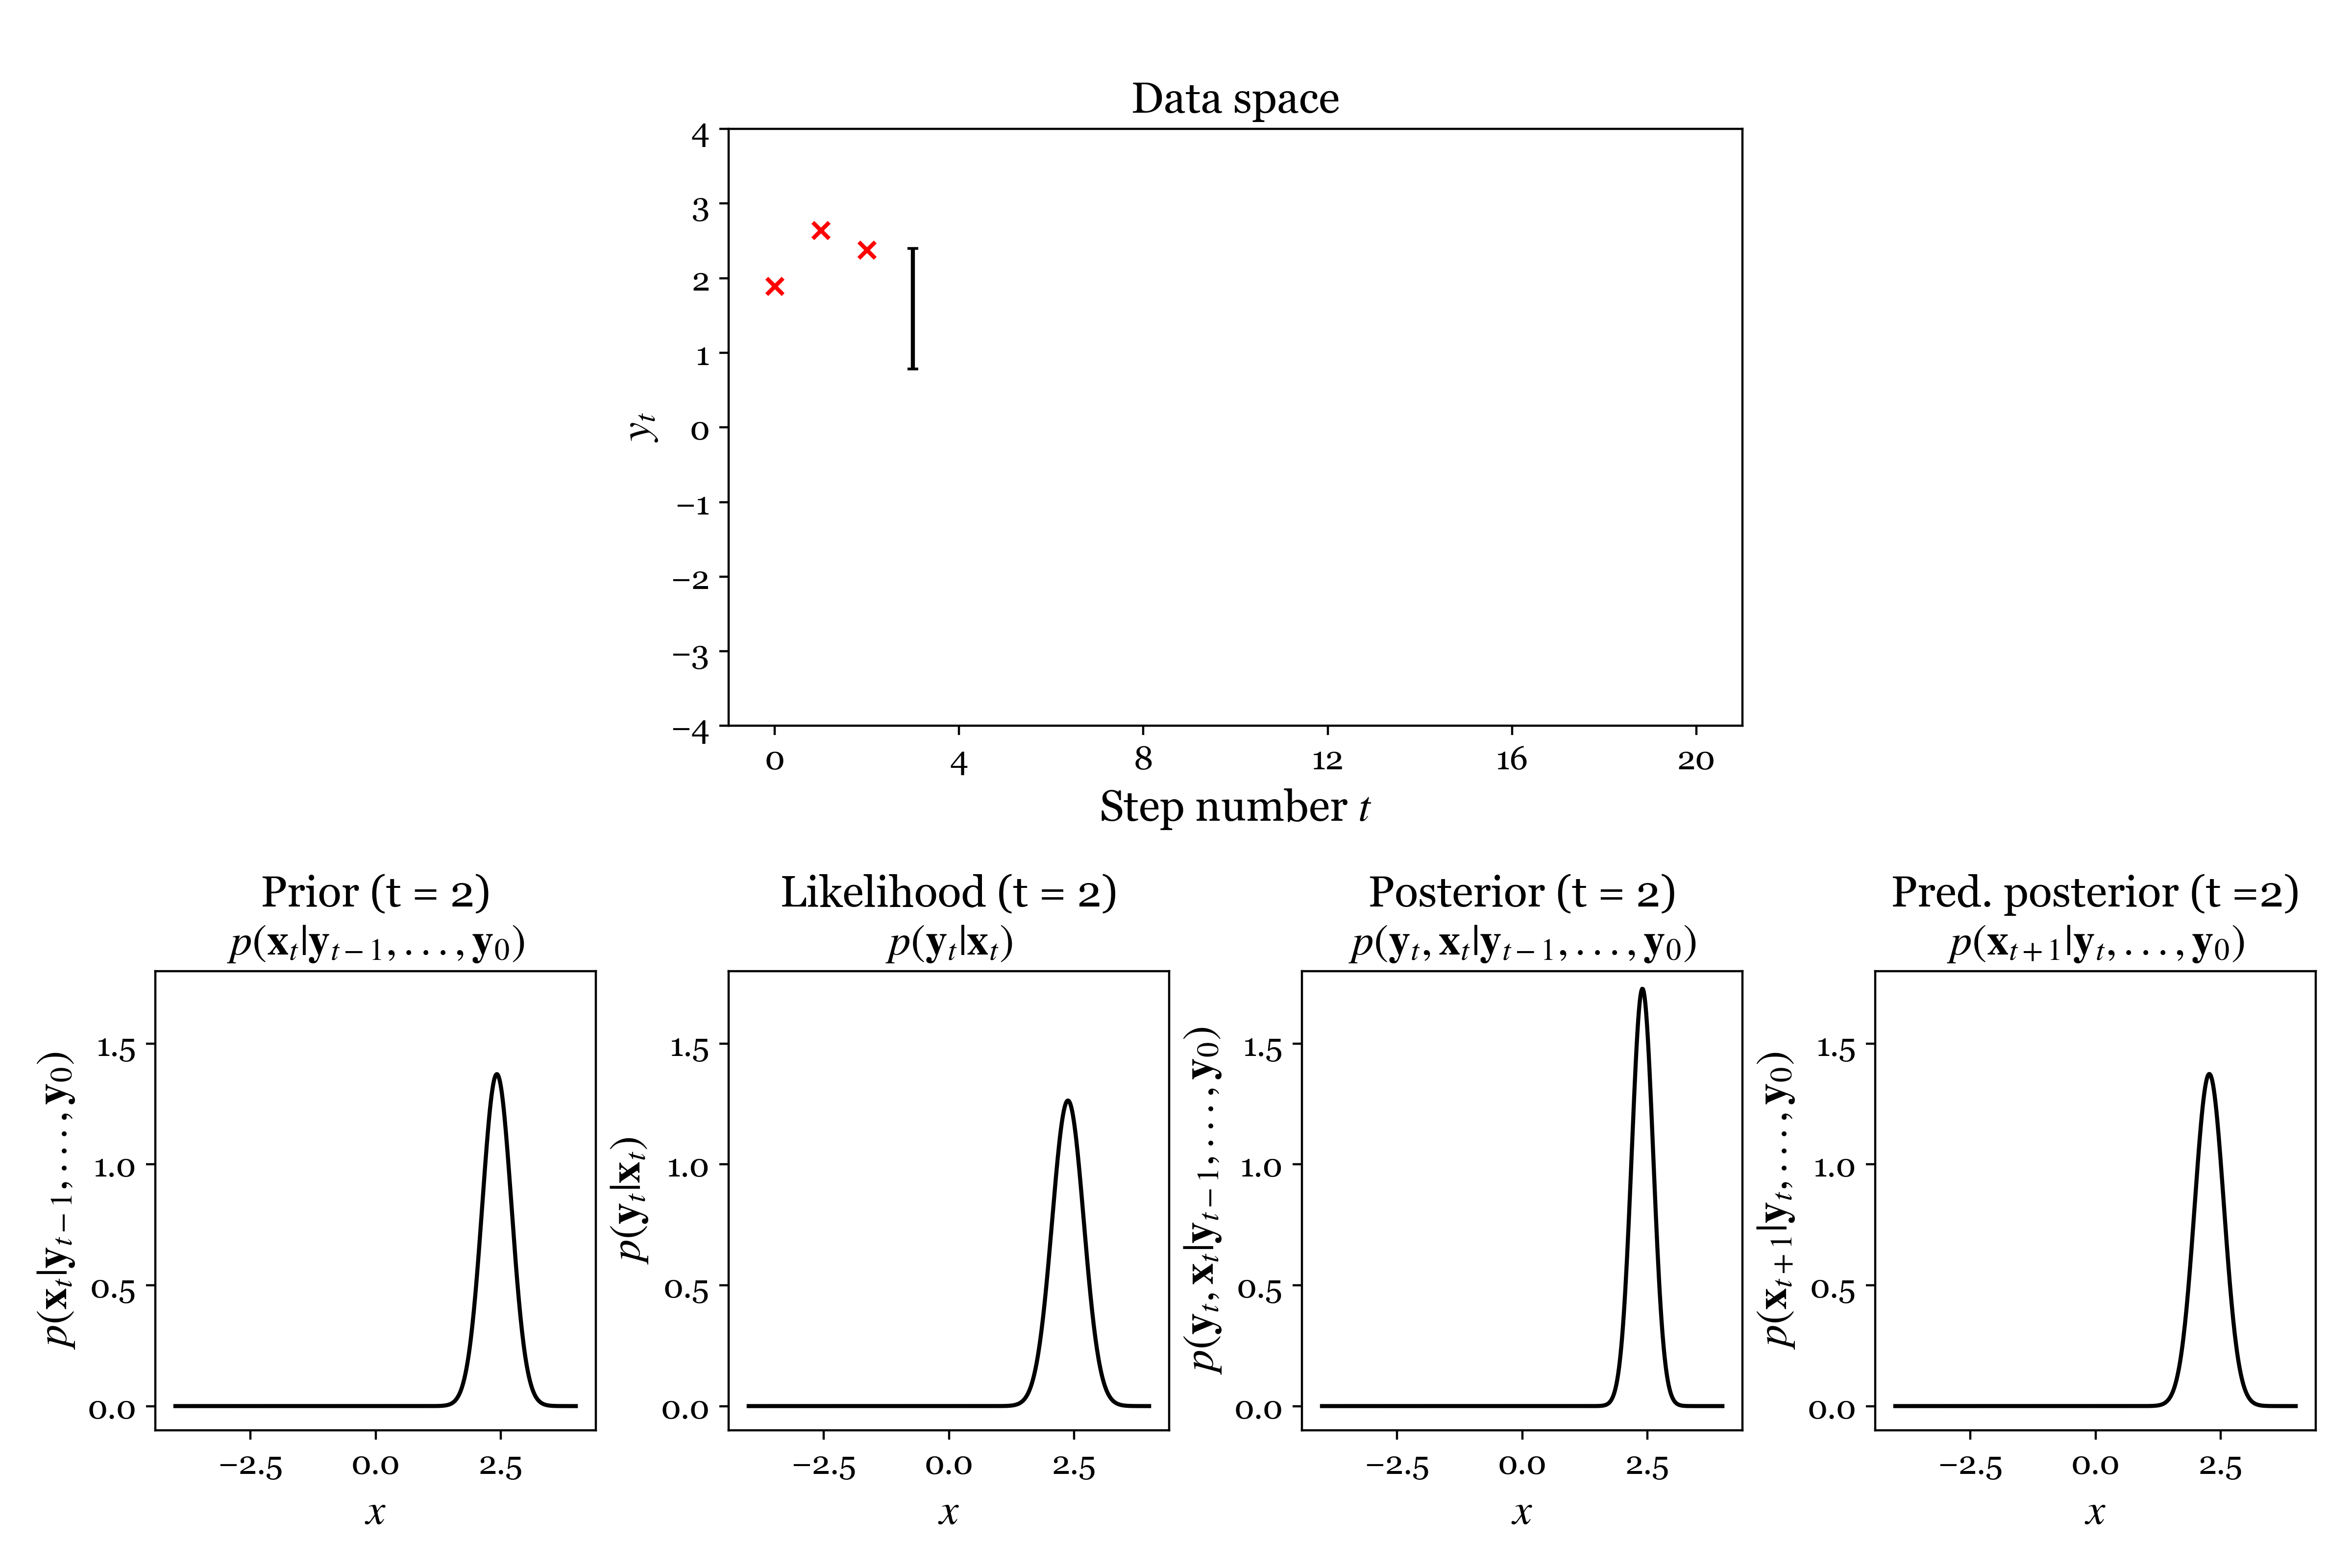 Data space
4
3
2
1
0
−1
−2
−3
−4
y_t
0 4 8 12 16 20
Step number t
Prior (t = 2)
p(𝐱_t|𝐲_{t−1}, . . . , 𝐲_0)
1.5
1.0
0.5
0.0
p(𝐱_t|𝐲_{t−1}, . . . , 𝐲_0)
−2.5 0.0 2.5
x
Likelihood (t = 2)
p(𝐲_t|𝐱_t)
1.5
1.0
0.5
0.0
p(𝐲_t|𝐱_t)
−2.5 0.0 2.5
x
Posterior (t = 2)
p(𝐲_t, 𝐱_t|𝐲_{t−1}, . . . , 𝐲_0)
1.5
1.0
0.5
0.0
p(𝐲_t, 𝐱_t|𝐲_{t−1}, . . . , 𝐲_0)
−2.5 0.0 2.5
x
Pred. posterior (t =2)
p(𝐱_{t+1}|𝐲_t, . . . , 𝐲_0)
1.5
1.0
0.5
0.0
p(𝐱_{t+1}|𝐲_t, . . . , 𝐲_0)
−2.5 0.0 2.5
x